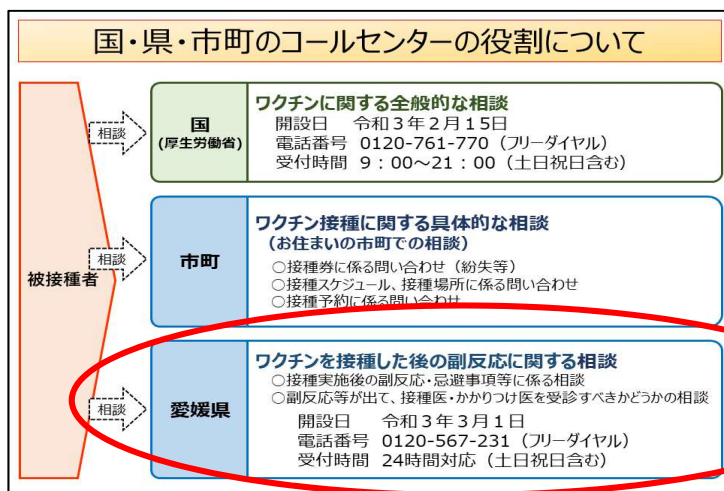 国・県・市町のコールセンターの役割について
被接種者
相談
国
(厚生労働省)
ワクチンに関する全般的な相談
開設日 令和３年２月１５日
電話番号 0120-761-770（フリーダイヤル）
受付時間 ９：00～21：00（土日祝日含む）
相談
市町
ワクチン接種に関する具体的な相談
(お住まいの市町での相談)
○接種券に係る問い合わせ（紛失等）
○接種スケジュール、接種場所に係る問い合わせ
○接種予約に係る問い合わせ
相談
愛媛県
ワクチンを接種した後の副反応に関する相談
○接種実施後の副反応・忌避事項等に係る相談
○副反応等が出て、接種医・かかりつけ医を受診すべきかどうかの相談
開設日 令和３年３月１日
電話番号 0120-567-231（フリーダイヤル）
受付時間 24時間対応（土日祝日含む）